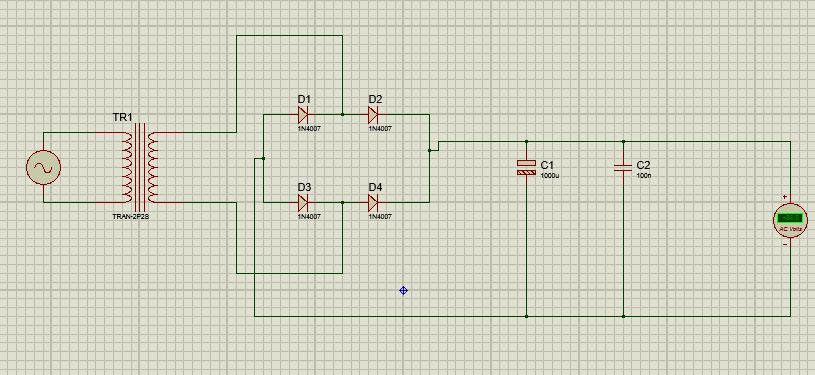 TR1
TRAN-2P2S
D1
1N4007
D2
1N4007
D3
1N4007
D4
1N4007
C1
1000u
C2
100n
+
AC Volts
-